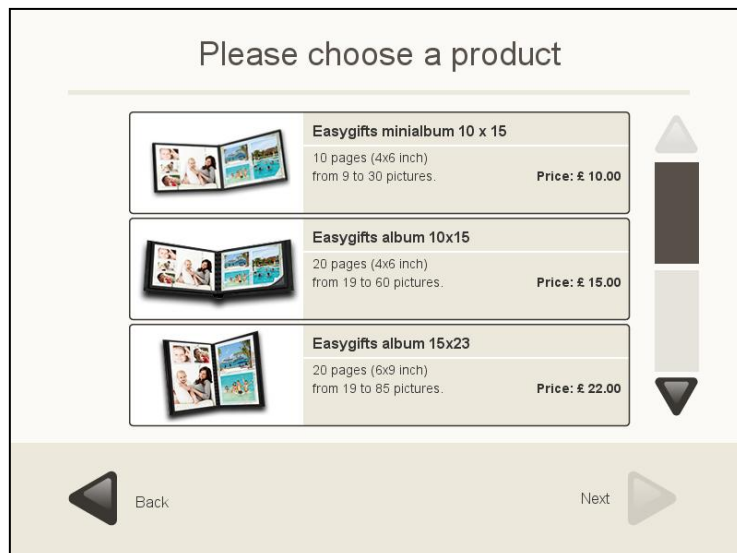 Please choose a product
Easygifts minialbum 10 x 15
10 pages (4x6 inch)
from 9 to 30 pictures.
Price: £ 10.00
Easygifts album 10x15
20 pages (4x6 inch)
from 19 to 60 pictures.
Price: £ 15.00
Easygifts album 15x23
20 pages (6x9 inch)
from 19 to 85 pictures.
Price: £ 22.00
Back
Next